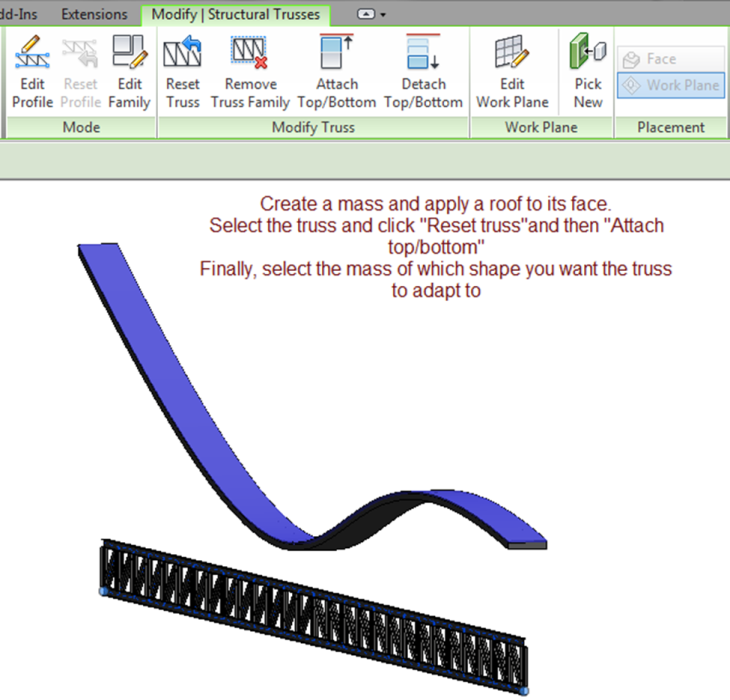 dd-Ins Extensions Modify | Structural Trusses
Edit Reset Edit Reset Remove Attach Detach Edit Pick Face
Profile Profile Family Truss Truss Family Top/Bottom Top/Bottom Work Plane New Work Plane
Mode Modify Truss Work Plane Placement
Create a mass and apply a roof to its face.
Select the truss and click "Reset truss"and then "Attach
top/bottom"
Finally, select the mass of which shape you want the truss
to adapt to